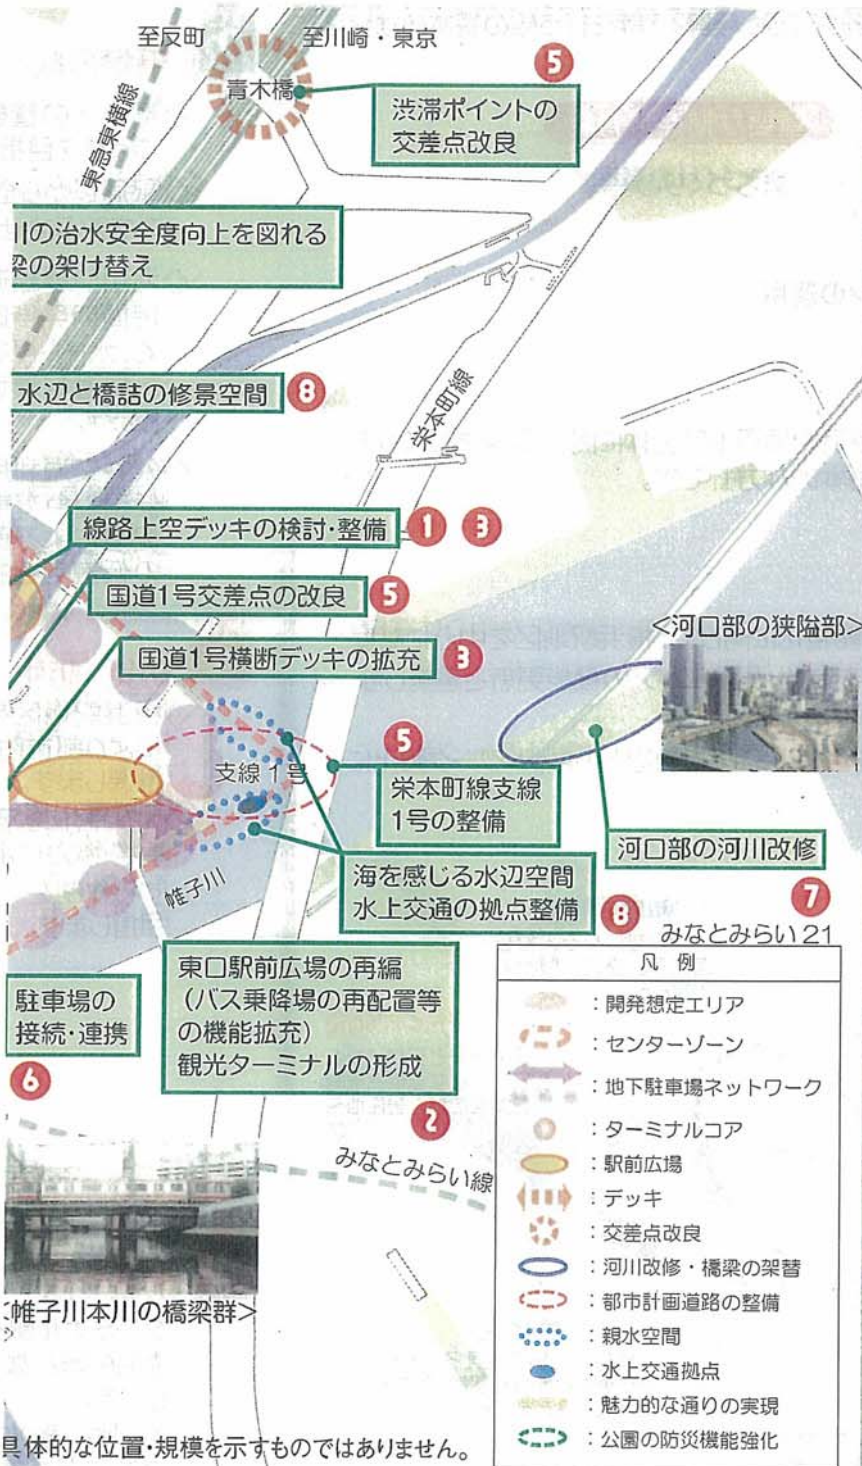 至反町
至川崎・東京
⑤
青木橋
渋滞ポイントの
交差点改良
東急東横線
川の治水安全度向上を図れる
梁の架け替え
水辺と橋詰の修景空間 ⑧
栄本町線
線路上空デッキの検討・整備 ① ③
国道1号交差点の改良 ⑤
国道1号横断デッキの拡充 ③
<河口部の狭隘部>
支線1号
⑤
栄本町線支線
1号の整備
河口部の河川改修
⑦
帷子川
海を感じる水辺空間
水上交通の拠点整備 ⑧
みなとみらい21
東口駅前広場の再編
(バス乗降場の再配置等
の機能拡充)
観光ターミナルの形成
②
駐車場の
接続・連携
⑥
みなとみらい線
<帷子川本川の橋梁群>
凡例
:開発想定エリア
:センターゾーン
:地下駐車場ネットワーク
:ターミナルコア
:駅前広場
:デッキ
:交差点改良
:河川改修・橋梁の架替
:都市計画道路の整備
:親水空間
:水上交通拠点
:魅力的な通りの実現
:公園の防災機能強化
具体的な位置・規模を示すものではありません。